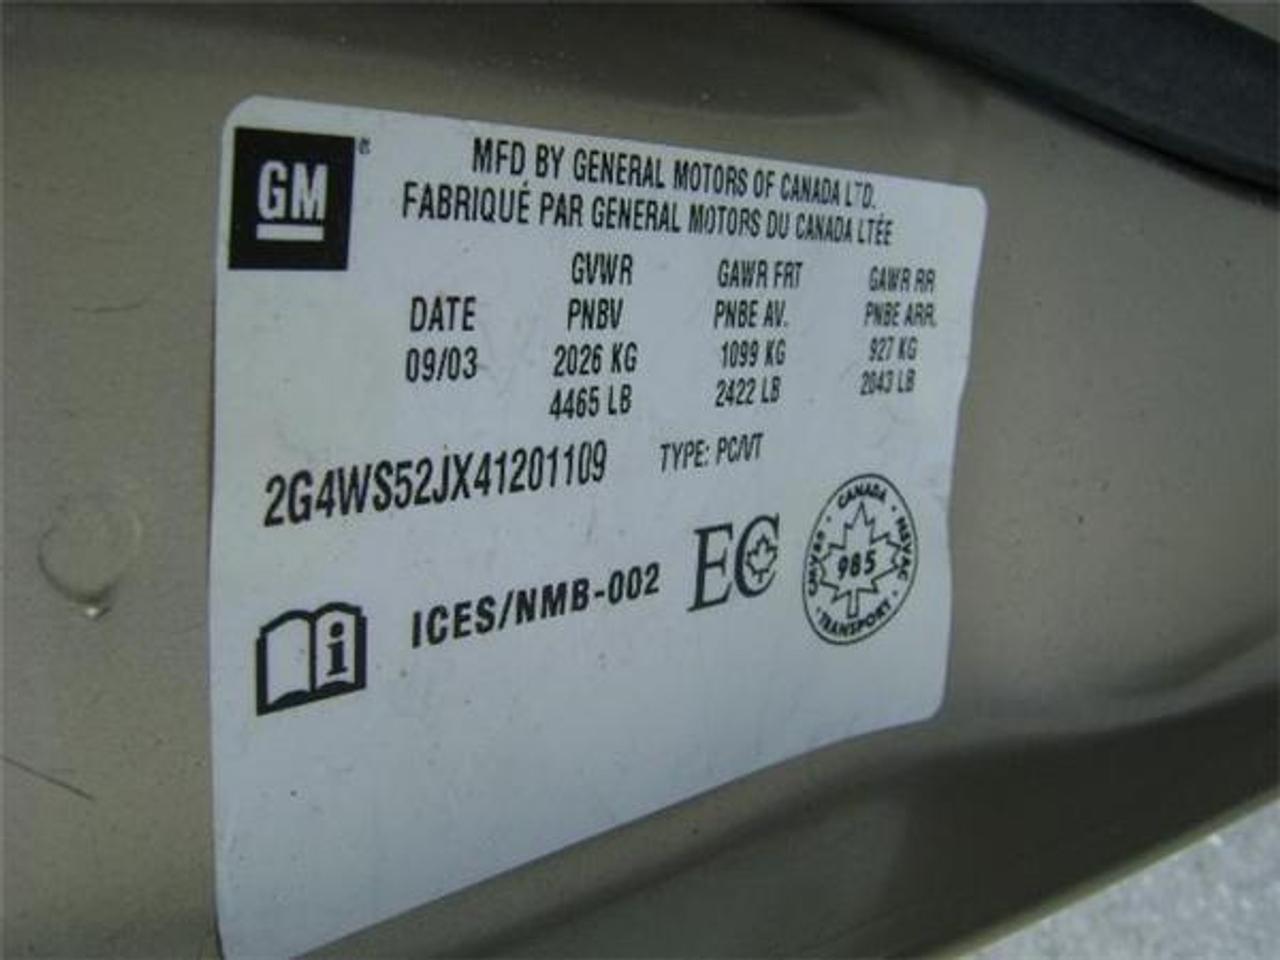 GM®
MFD BY GENERAL MOTORS OF CANADA LTD.
FABRIQUÉ PAR GENERAL MOTORS DU CANADA LTÉE
GVWR GAWR FRT GAWR RR
DATE PNBV PNBE AV. PNBE ARR.
09/03 2026 KG 1099 KG 927 KG
4465 LB 2422 LB 2043 LB
2G4WS52JX41201109 TYPE: PC/VT
i ICES/NMB-002 EC
CANADA · NSVAC · TRANSPORT ·
985